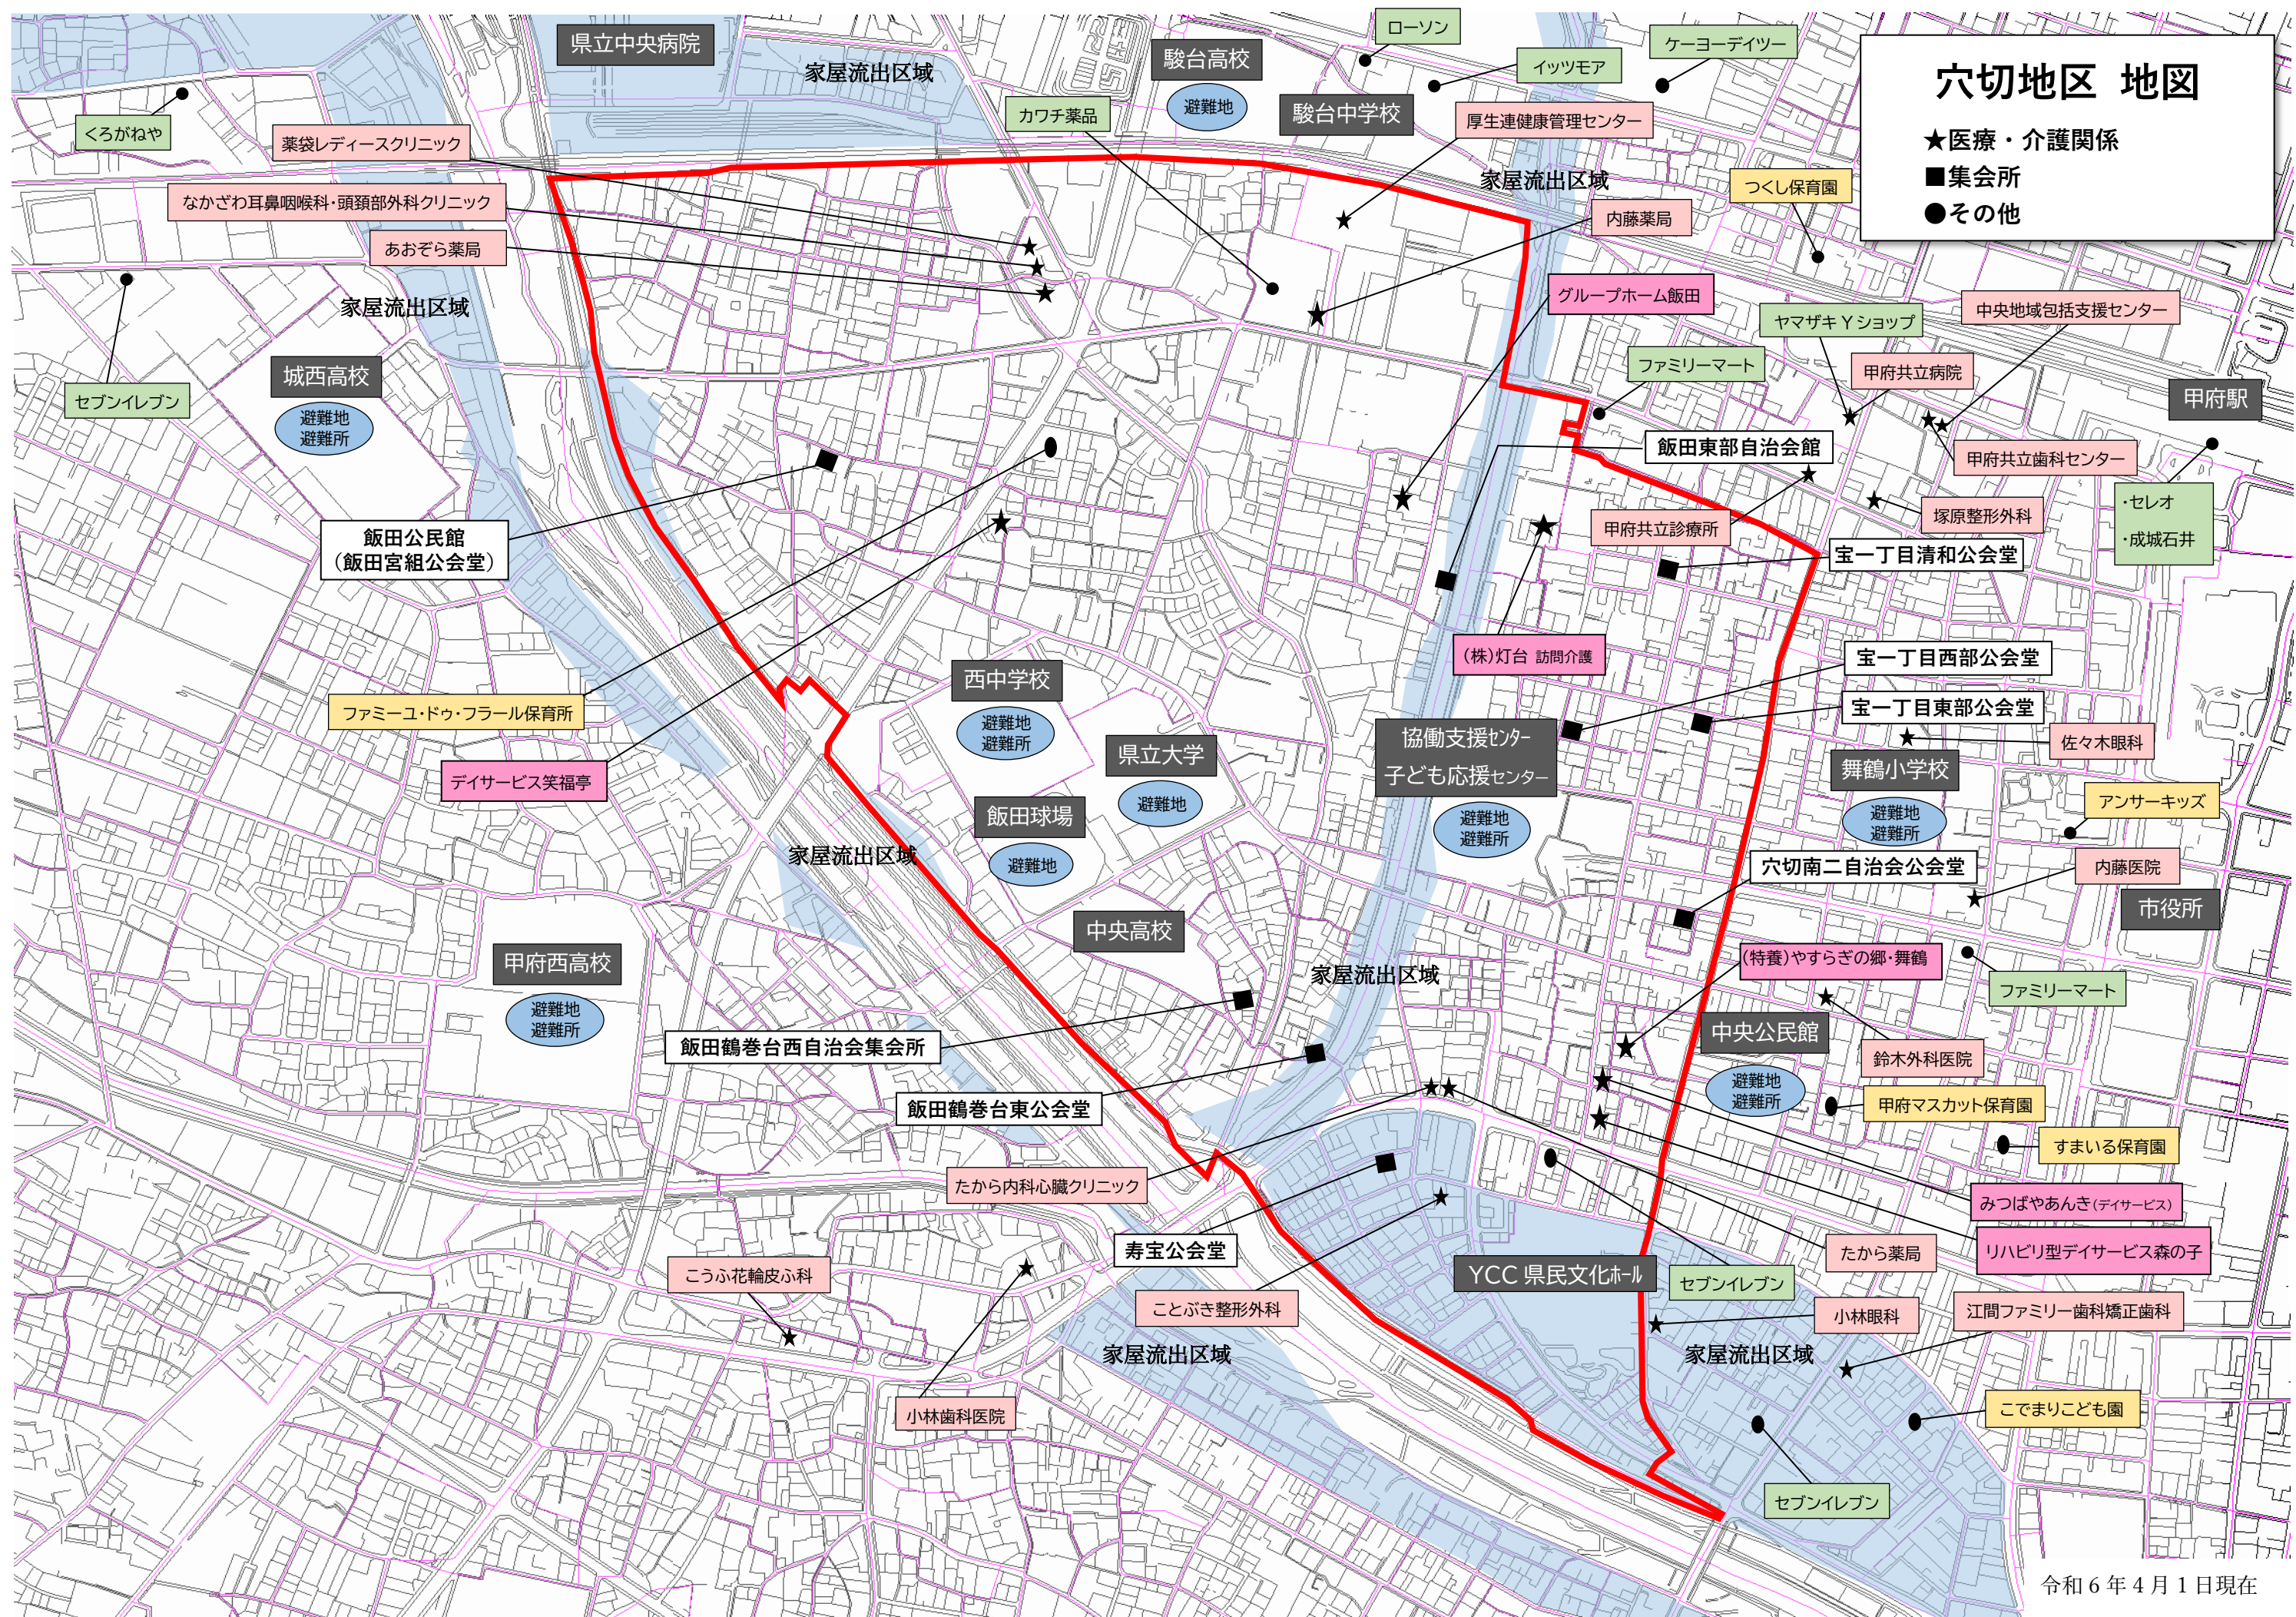 穴切地区 地図
★医療・介護関係
■集会所
●その他
県立中央病院
家屋流出区域
駿台高校
避難地
ローソン
イッツモア
ケーヨーデイツー
くろがねや
カワチ薬品
駿台中学校
厚生連健康管理センター
薬袋レディースクリニック
家屋流出区域
つくし保育園
なかざわ耳鼻咽喉科・頭頚部外科クリニック
内藤薬局
あおぞら薬局
家屋流出区域
グループホーム飯田
ヤマザキYショップ
中央地域包括支援センター
城西高校
避難地
避難所
セブンイレブン
ファミリーマート
甲府共立病院
甲府駅
飯田東部自治会館
甲府共立歯科センター
・セレオ
・成城石井
塚原整形外科
甲府共立診療所
飯田公民館
（飯田宮組公会堂）
宝一丁目清和公会堂
(株)灯台 訪問介護
宝一丁目西部公会堂
西中学校
避難地
避難所
ファミーユ・ドゥ・フラール保育所
宝一丁目東部公会堂
協働支援センター
子ども応援センター
避難地
避難所
佐々木眼科
県立大学
避難地
デイサービス笑福亭
舞鶴小学校
避難地
避難所
アンサーキッズ
飯田球場
避難地
家屋流出区域
穴切南二自治会公会堂
内藤医院
市役所
中央高校
甲府西高校
避難地
避難所
家屋流出区域
(特養)やすらぎの郷・舞鶴
ファミリーマート
中央公民館
避難地
避難所
飯田鶴巻台西自治会集会所
鈴木外科医院
飯田鶴巻台東公会堂
甲府マスカット保育園
すまいる保育園
たから内科心臓クリニック
みつばやあんき(デイサービス)
寿宝公会堂
たから薬局
リハビリ型デイサービス森の子
こうふ花輪皮ふ科
YCC 県民文化ホール
セブンイレブン
ことぶき整形外科
小林眼科
江間ファミリー歯科矯正歯科
家屋流出区域
家屋流出区域
小林歯科医院
こでまりこども園
セブンイレブン
令和6年4月1日現在